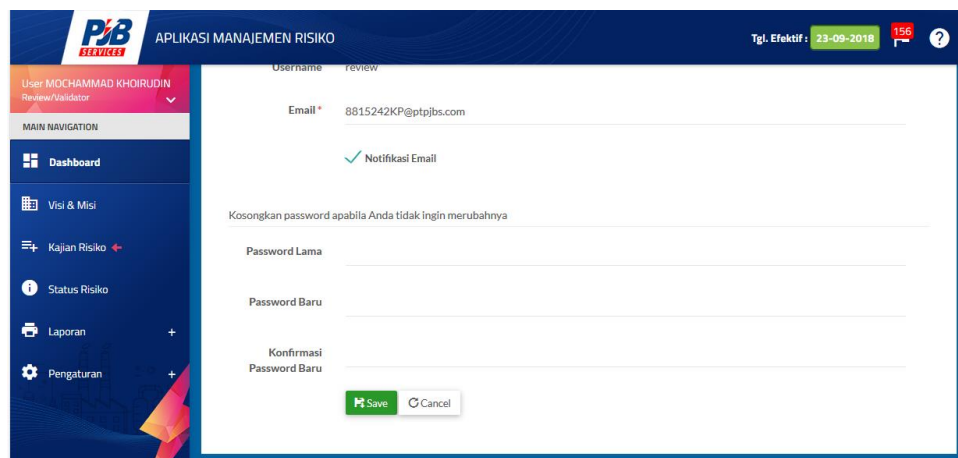 PJB
SERVICES
APLIKASI MANAJEMEN RISIKO
Tgl. Efektif : 23-09-2018
156
?
User MOCHAMMAD KHOIRUDIN
Review/Validator
MAIN NAVIGATION
Dashboard
Visi & Misi
Kajian Risiko
Status Risiko
Laporan +
Pengaturan +
Username review
Email * 8815242KP@ptpjbs.com
Notifikasi Email
Kosongkan password apabila Anda tidak ingin merubahnya
Password Lama
Password Baru
Konfirmasi
Password Baru
Save Cancel